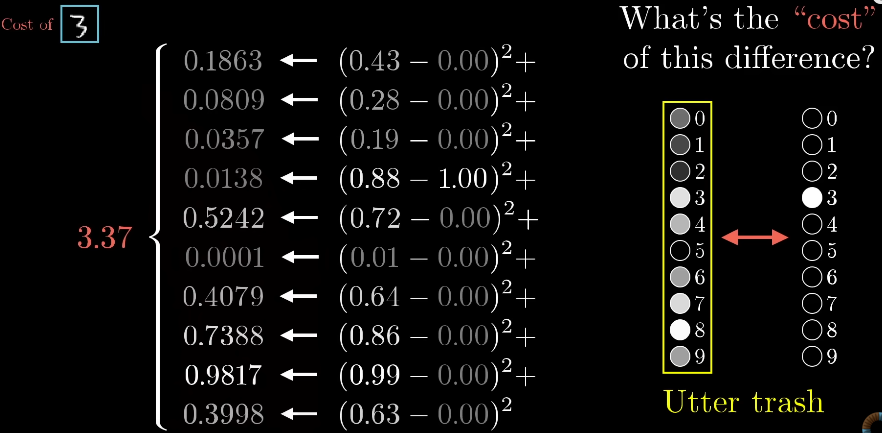 Cost of 3
What's the "cost"
of this difference?
3.37
0.1863 ← (0.43 − 0.00)²+
0.0809 ← (0.28 − 0.00)²+
0.0357 ← (0.19 − 0.00)²+
0.0138 ← (0.88 − 1.00)²+
0.5242 ← (0.72 − 0.00)²+
0.0001 ← (0.01 − 0.00)²+
0.4079 ← (0.64 − 0.00)²+
0.7388 ← (0.86 − 0.00)²+
0.9817 ← (0.99 − 0.00)²+
0.3998 ← (0.63 − 0.00)²
0 0
1 1
2 2
3 3
4 4
5 5
6 6
7 7
8 8
9 9
Utter trash